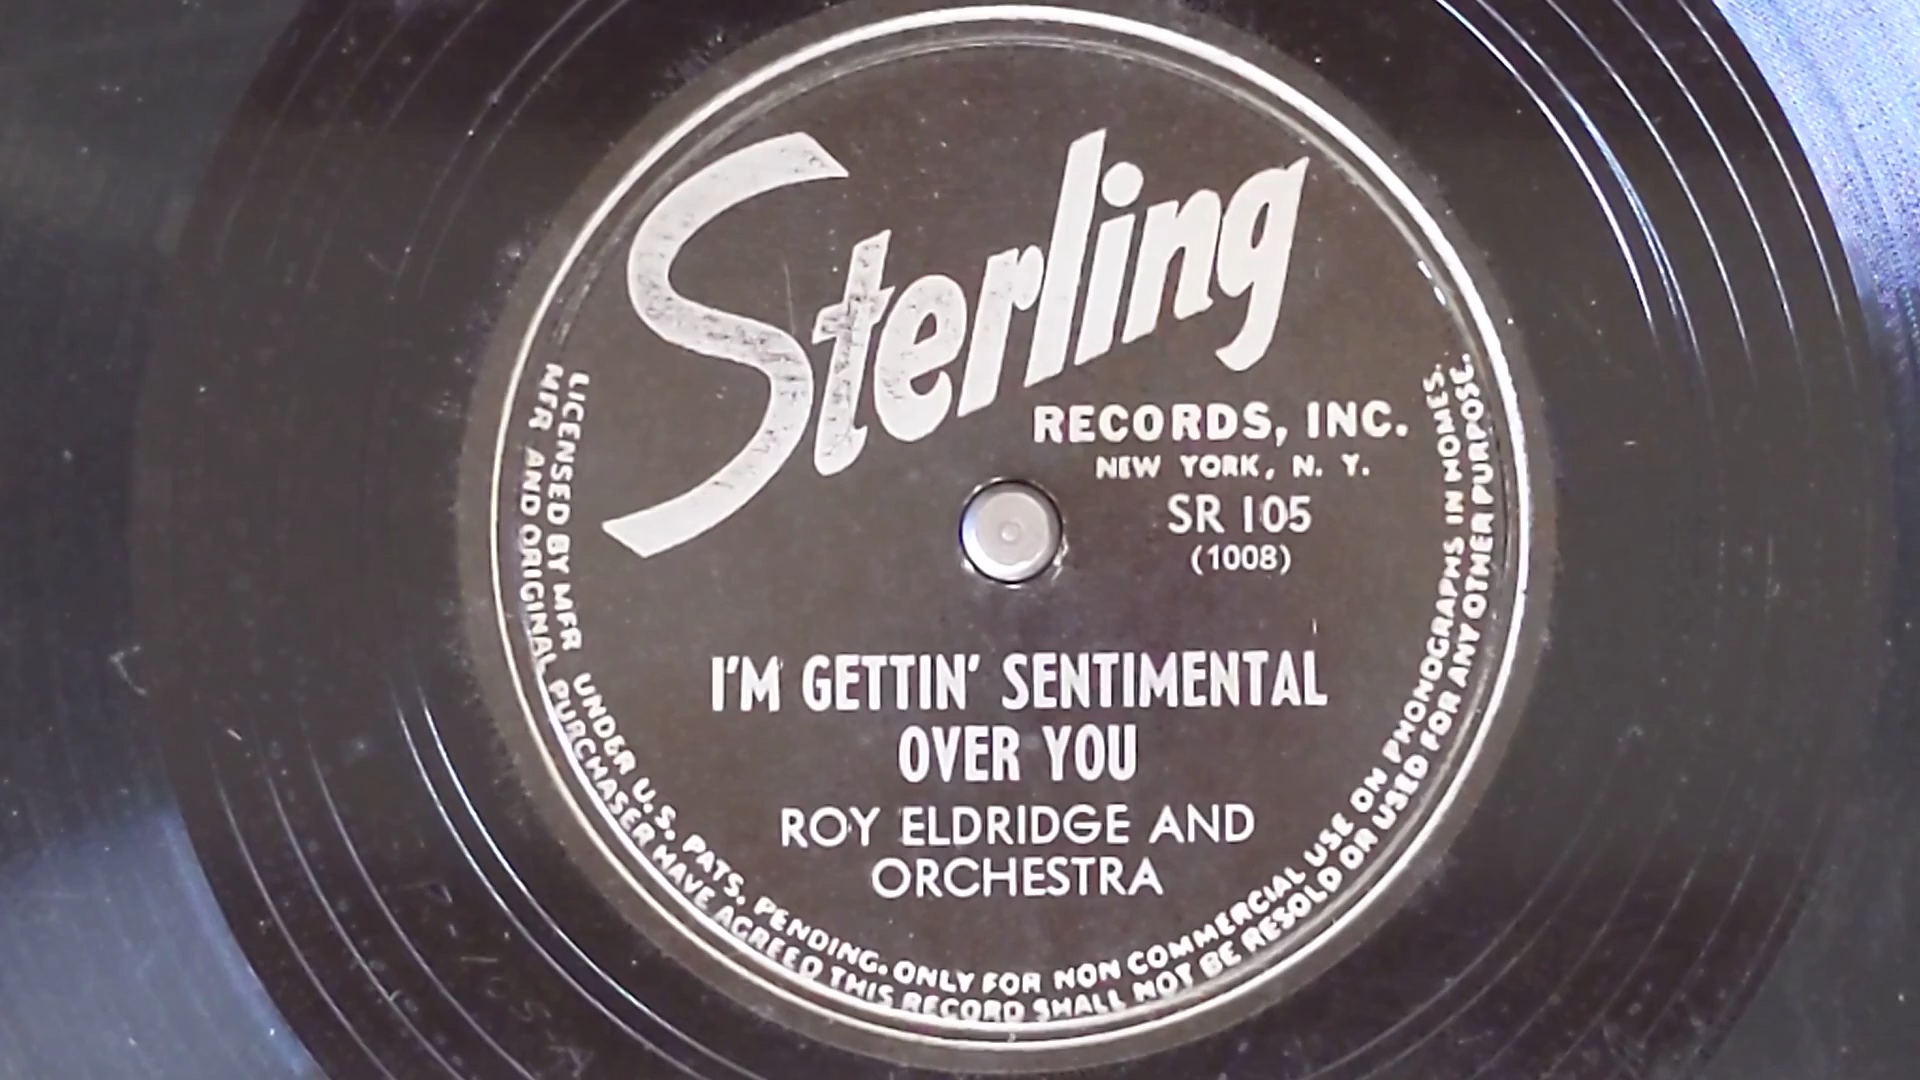 Sterling
RECORDS, INC.
NEW YORK, N. Y.
SR 105
(1008)
I'M GETTIN' SENTIMENTAL
OVER YOU
ROY ELDRIDGE AND
ORCHESTRA
LICENSED BY MFR UNDER U.S. PATS. PENDING. ONLY FOR NON COMMERCIAL USE ON PHONOGRAPHS IN HOMES.
MFR AND ORIGINAL PURCHASER HAVE AGREED THIS RECORD SHALL NOT BE RESOLD OR USED FOR ANY OTHER PURPOSE.